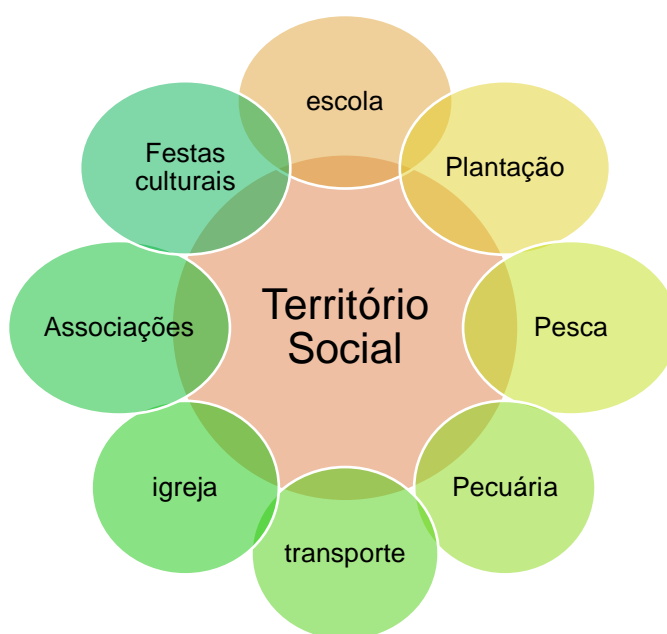 escola
Plantação
Pesca
Pecuária
transporte
igreja
Associações
Festas
culturais
Território
Social